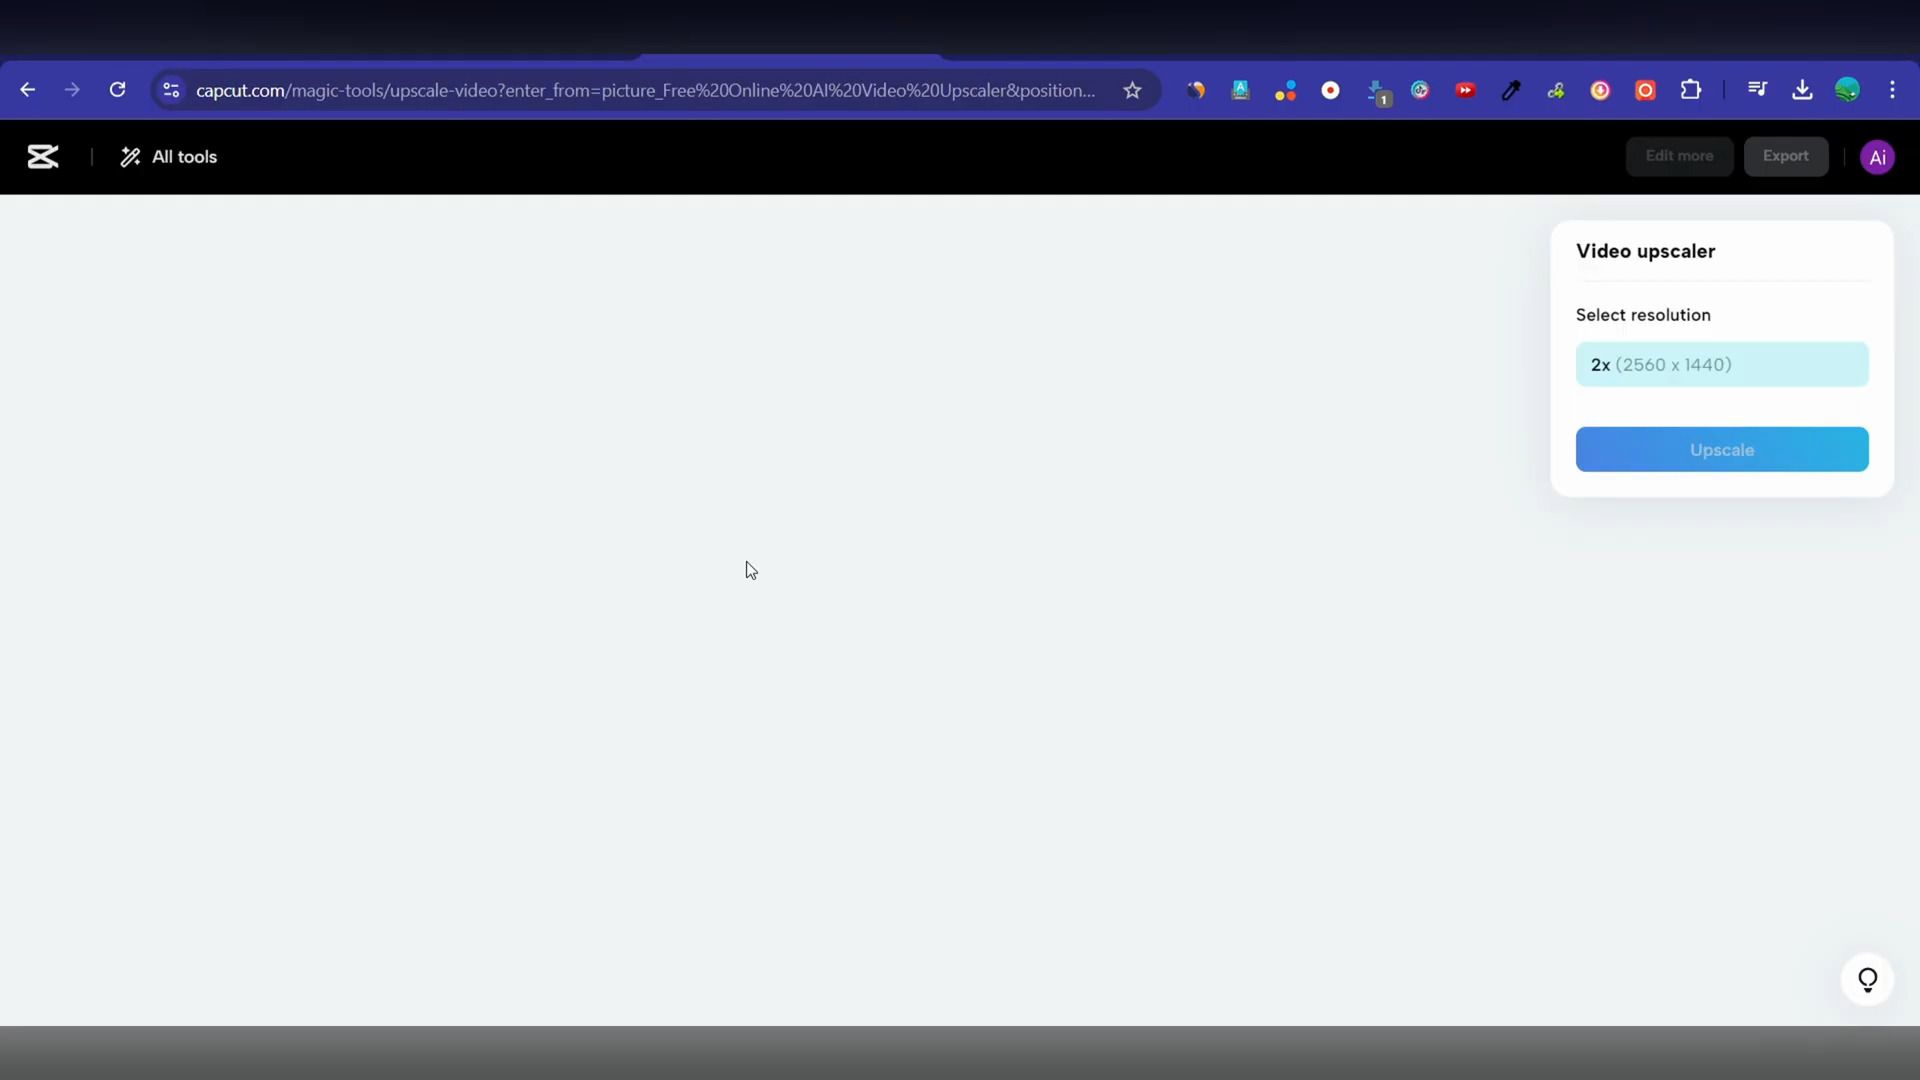 capcut.com/magic-tools/upscale-video?enter_from=picture_Free%20Online%20AI%20Video%20Upscaler&position...
1
All tools
Edit more
Export
Ai
Video upscaler
Select resolution
2x (2560 x 1440)
Upscale